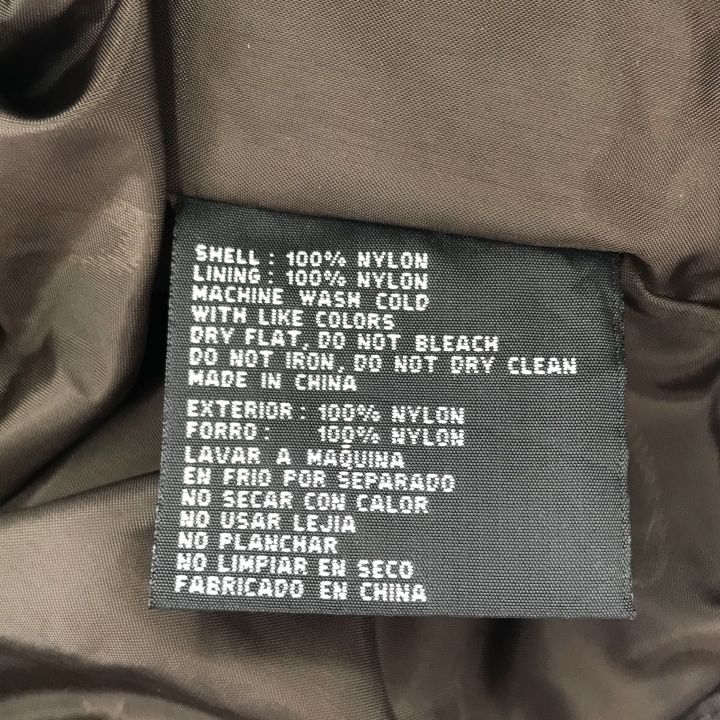 SHELL : 100% NYLON
LINING : 100% NYLON
MACHINE WASH COLD
WITH LIKE COLORS
DRY FLAT, DO NOT BLEACH
DO NOT IRON, DO NOT DRY CLEAN
MADE IN CHINA
EXTERIOR : 100% NYLON
FORRO : 100% NYLON
LAVAR A MAQUINA
EN FRIO POR SEPARADO
NO SECAR CON CALOR
NO USAR LEJIA
NO PLANCHAR
NO LIMPIAR EN SECO
FABRICADO EN CHINA